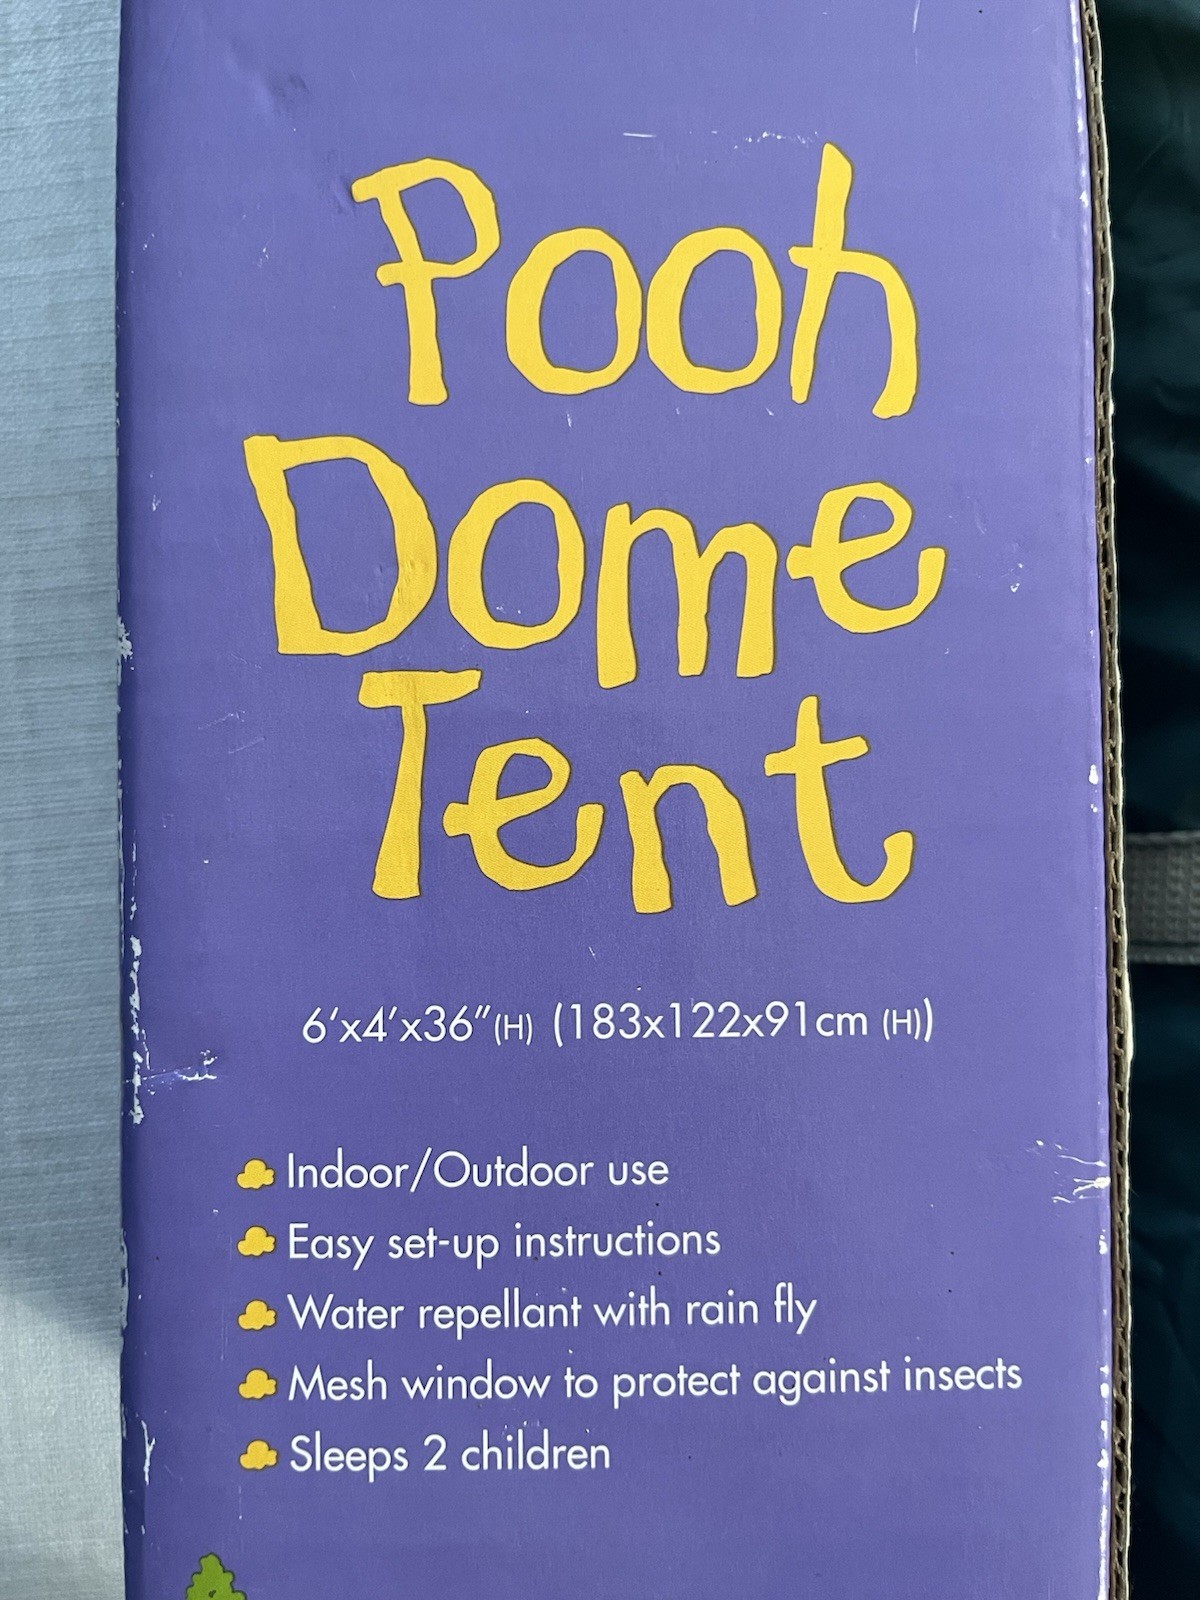 Pooh
Dome
Tent
6'x4'x36"(H) (183x122x91cm (H))
Indoor/Outdoor use
Easy set-up instructions
Water repellant with rain fly
Mesh window to protect against insects
Sleeps 2 children